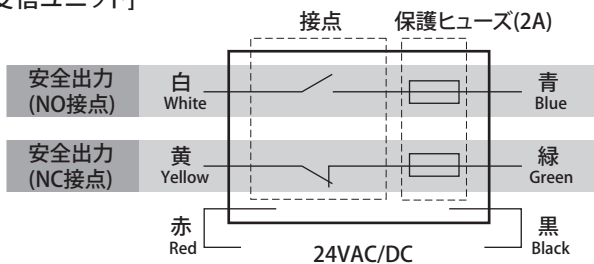 受信ユニット]
接点
保護ヒューズ(2A)
安全出力
(NO接点)
白
White
青
Blue
安全出力
(NC接点)
黄
Yellow
緑
Green
赤
Red
24VAC/DC
黒
Black